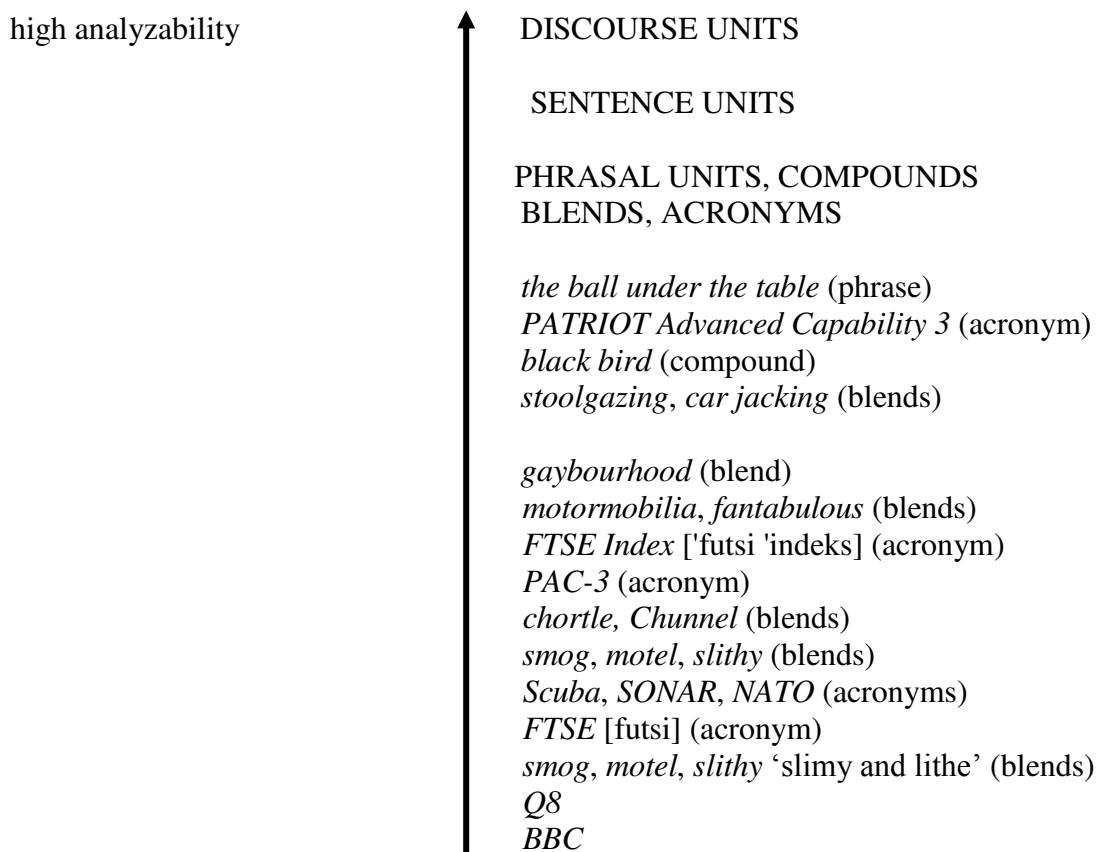 high analyzability DISCOURSE UNITS
SENTENCE UNITS
PHRASAL UNITS, COMPOUNDS
BLENDS, ACRONYMS
the ball under the table (phrase)
PATRIOT Advanced Capability 3 (acronym)
black bird (compound)
stoolgazing, car jacking (blends)
gaybourhood (blend)
motormobilia, fantabulous (blends)
FTSE Index ['futsi 'indeks] (acronym)
PAC-3 (acronym)
chortle, Chunnel (blends)
smog, motel, slithy (blends)
Scuba, SONAR, NATO (acronyms)
FTSE [futsi] (acronym)
smog, motel, slithy ‘slimy and lithe’ (blends)
Q8
BBC